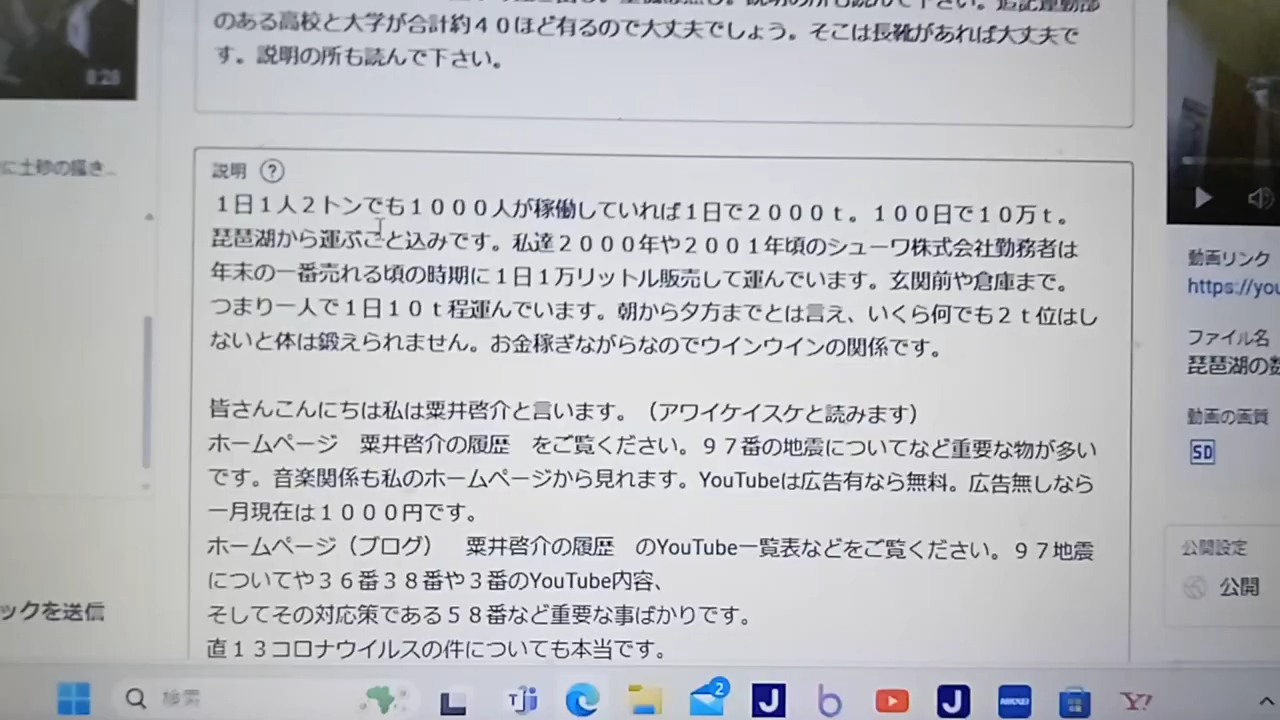 のある高校と大学が合計約４０ほど有るので大丈夫でしょう。そこは長靴があれば大丈夫で
す。説明の所も読んで下さい。
8:26
に土砂の描き...
説明 ?
１日１人２トンでも１０００人が稼働していれば１日で２０００ｔ。１００日で１０万ｔ。
琵琶湖から運ぶこと込みです。私達２０００年や２００１年頃のシューワ株式会社勤務者は
年末の一番売れる頃の時期に１日１万リットル販売して運んでいます。玄関前や倉庫まで。
つまり一人で１日１０ｔ程運んでいます。朝から夕方までとは言え、いくら何でも２ｔ位はし
ないと体は鍛えられません。お金稼ぎながらなのでウインウインの関係です。
皆さんこんにちは私は粟井啓介と言います。（アワイケイスケと読みます）
ホームページ　粟井啓介の履歴　をご覧ください。９７番の地震についてなど重要な物が多い
です。音楽関係も私のホームページから見れます。YouTubeは広告有なら無料。広告無しなら
一月現在は１０００円です。
ホームページ（ブログ）　粟井啓介の履歴　のYouTube一覧表などをご覧ください。９７地震
についてや３６番３８番や３番のYouTube内容、
そしてその対応策である５８番など重要な事ばかりです。
直１３コロナウイルスの件についても本当です。
動画リンク
https://you
ファイル名
琵琶湖の数
動画の画質
SD
公開設定
公開
ックを送信
検索
2
NIKKEI